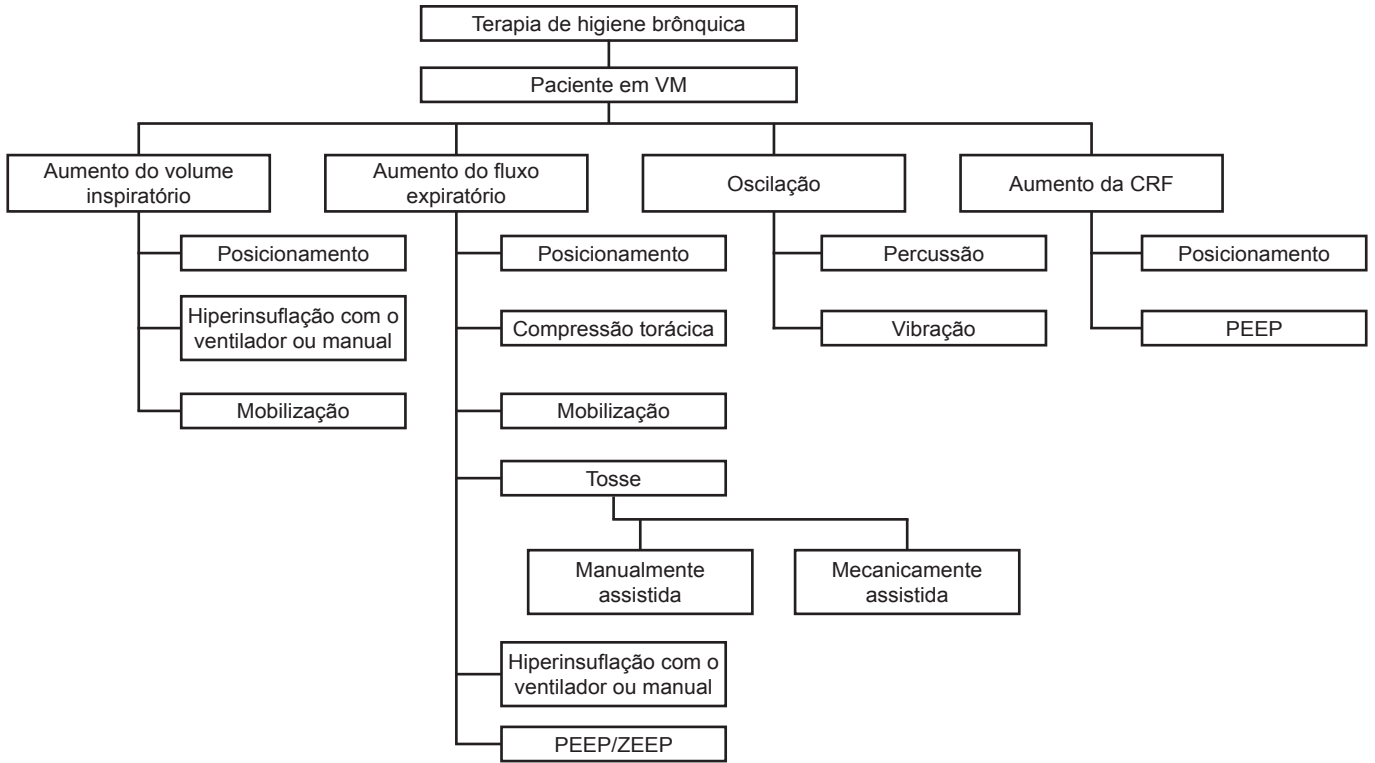 Terapia de higiene brônquica
Paciente em VM
Aumento do volume
inspiratório
Posicionamento
Hiperinsuflação com o
ventilador ou manual
Mobilização
Aumento do fluxo
expiratório
Posicionamento
Compressão torácica
Mobilização
Tosse
Manualmente
assistida
Mecanicamente
assistida
Hiperinsuflação com o
ventilador ou manual
PEEP/ZEEP
Oscilação
Percussão
Vibração
Aumento da CRF
Posicionamento
PEEP